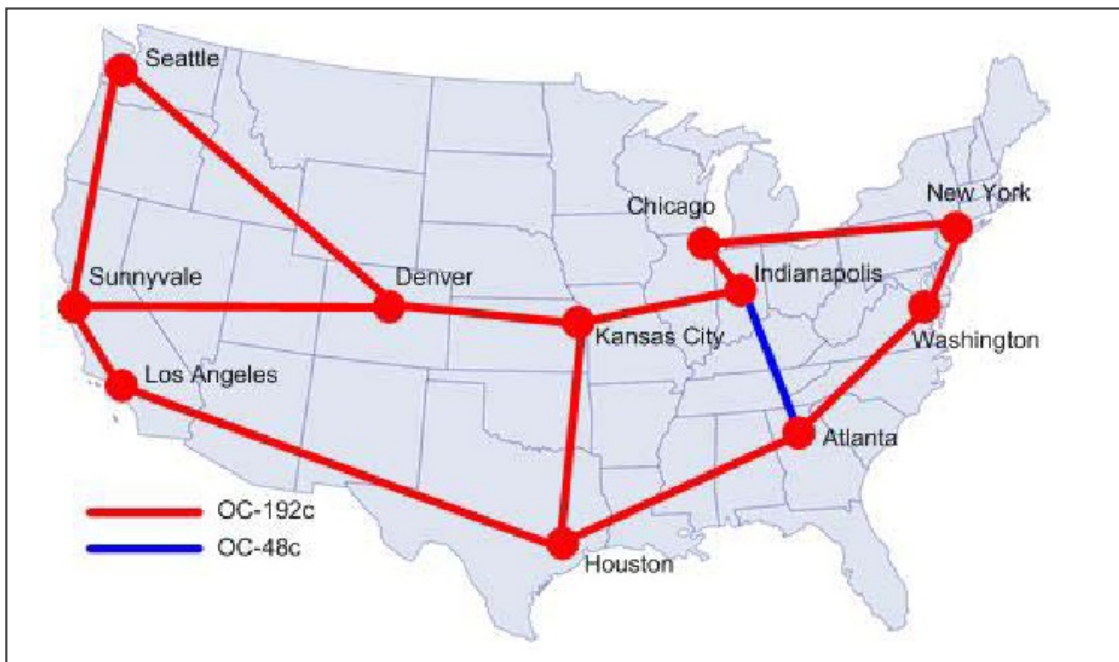 Seattle
New York
Chicago
Sunnyvale
Denver
Indianapolis
Kansas City
Washington
Los Angeles
Atlanta
OC-192c
OC-48c
Houston